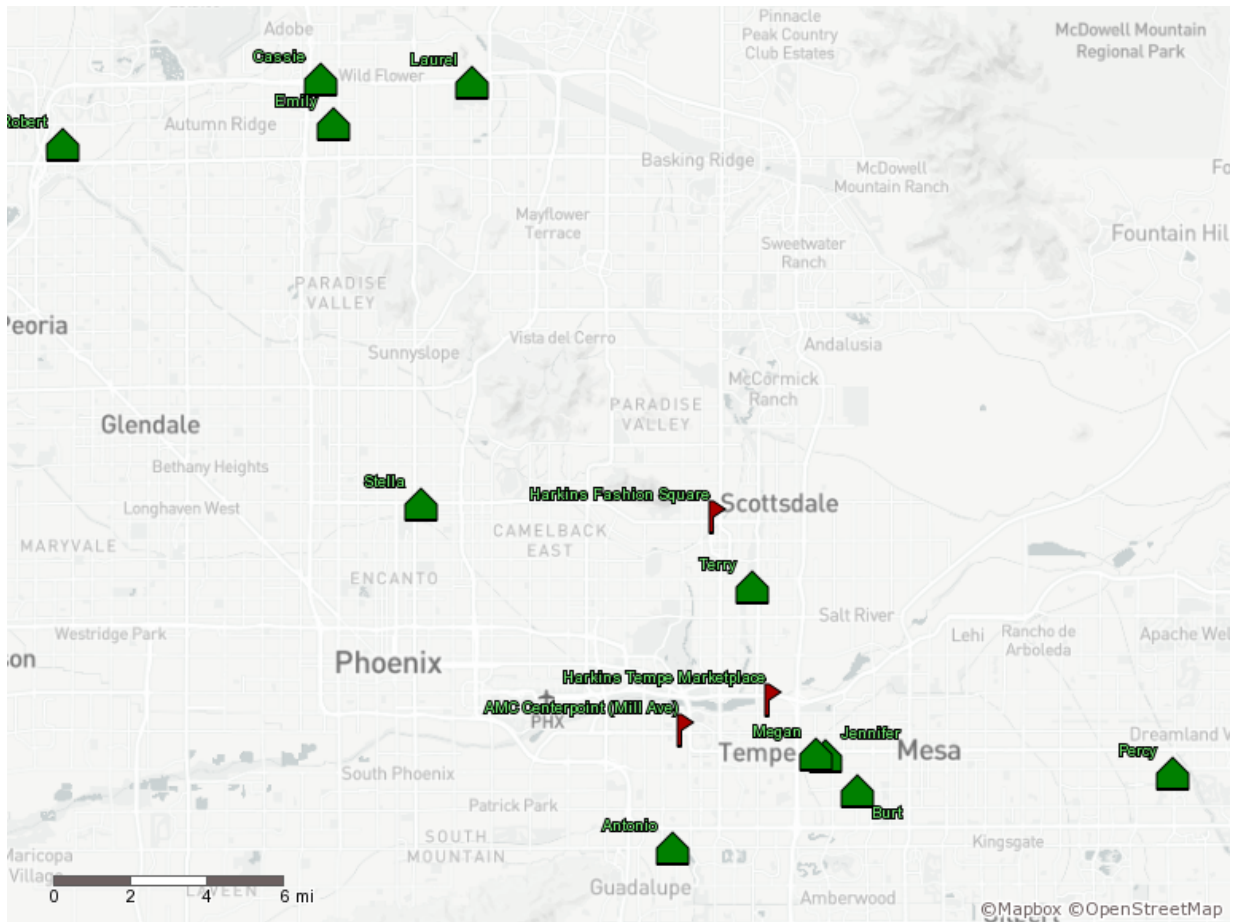 Adobe
Pinnacle
Peak Country
Club Estates
McDowell Mountain
Regional Park
Cassie
Wild Flower
Laurel
Emily
Robert
Autumn Ridge
Basking Ridge
McDowell
Mountain Ranch
Fo
Mayflower
Terrace
Sweetwater
Ranch
Fountain Hil
PARADISE
VALLEY
Peoria
Sunnyslope
Vista del Cerro
Andalusia
McCormick
Ranch
PARADISE
VALLEY
Glendale
Bethany Heights
Stella
Harkins Fashion Square
Scottsdale
Longhaven West
CAMELBACK
EAST
MARYVALE
Terry
ENCANTO
Salt River
Westridge Park
Lehi
Rancho de
Arboleda
Apache Wel
son
Phoenix
Harkins Tempe Marketplace
AMC Centerpoint (Mill Ave)
PHX
Megan
Jennifer
Tempe
Mesa
Dreamland V
Percy
South Phoenix
Patrick Park
Burt
Antonio
SOUTH
MOUNTAIN
Kingsgate
Maricopa
Village
LAVEEN
Guadalupe
Amberwood
0 2 4 6 mi
©Mapbox ©OpenStreetMap